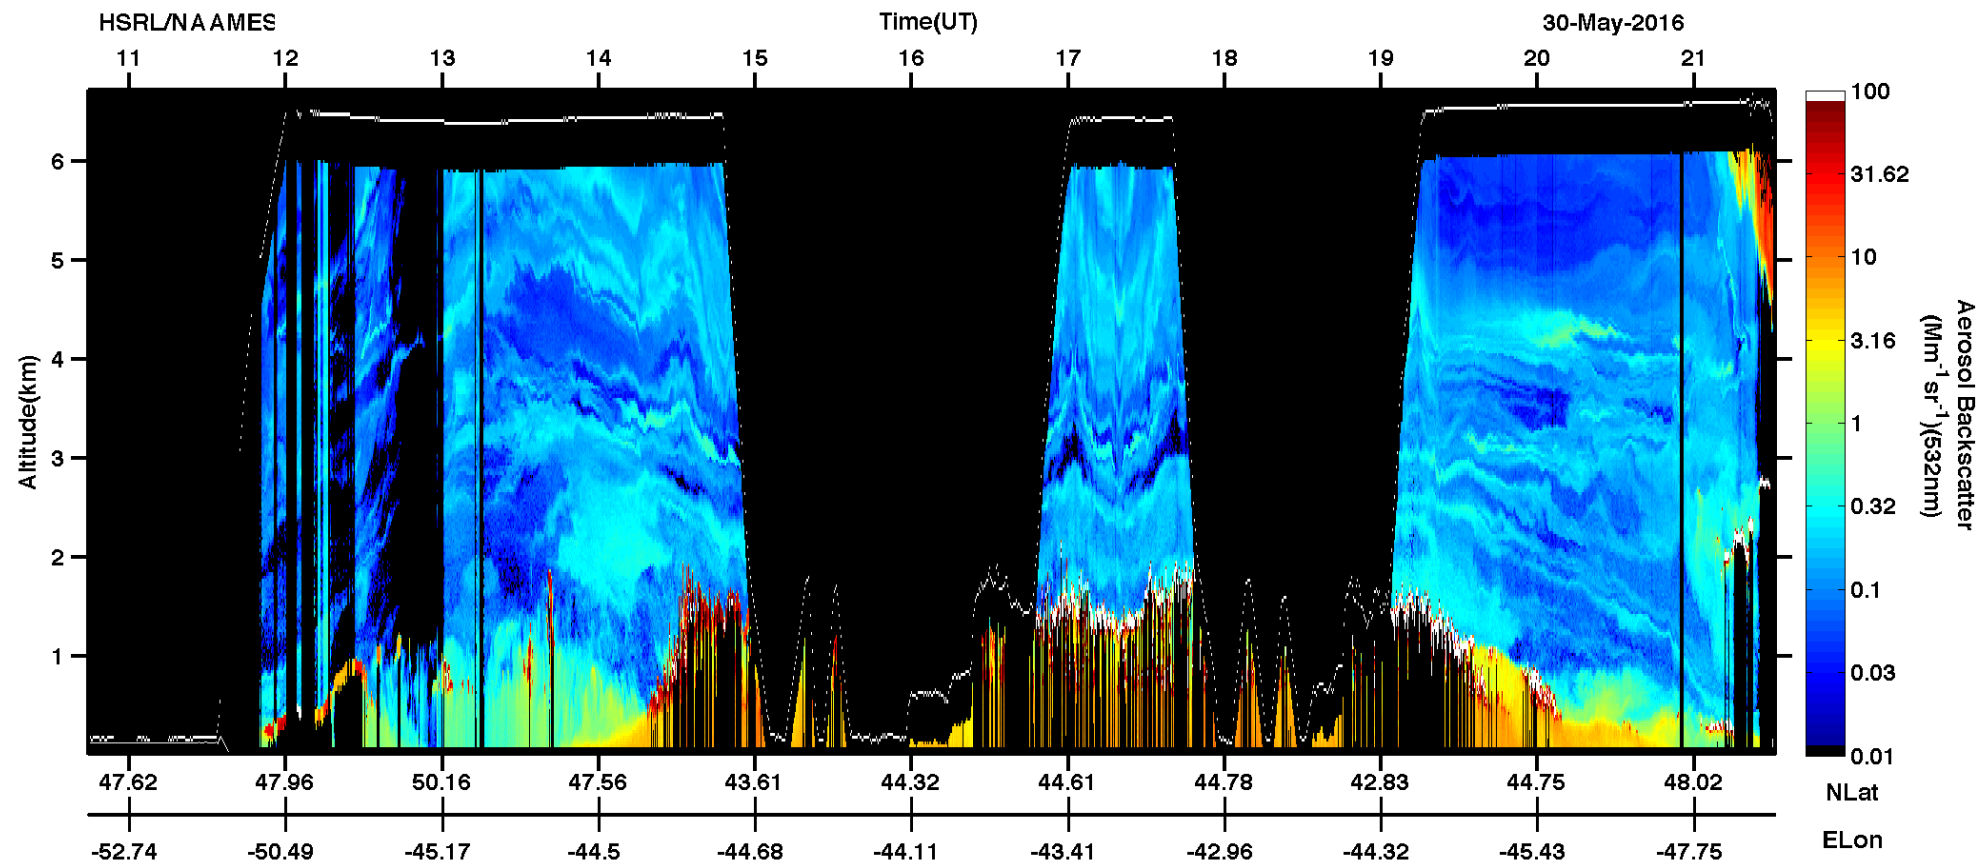 HSRL/NAAMES Time(UT) 30-May-2016
11 12 13 14 15 16 17 18 19 20 21
Altitude(km)
6
5
4
3
2
1
100
31.62
10
3.16
1
0.32
0.1
0.03
0.01
Aerosol Backscatter
(Mm-1 sr-1)(532nm)
47.62 47.96 50.16 47.56 43.61 44.32 44.61 44.78 42.83 44.75 48.02 NLat
-52.74 -50.49 -45.17 -44.5 -44.68 -44.11 -43.41 -42.96 -44.32 -45.43 -47.75 ELon